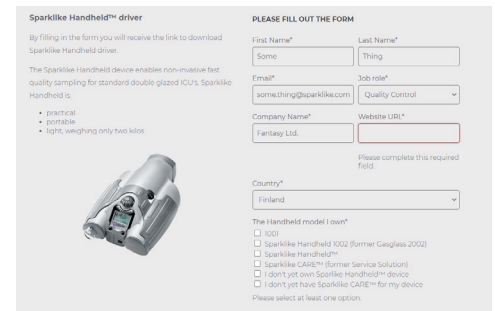 Sparklike Handheld™ driver
By filling in the form you will receive the link to download
Sparklike Handheld driver.
The Sparklike Handheld device enables non-invasive fast
quality sampling for standard double glazed IGU's. Sparklike
Handheld is:
• practical
• portable
• light, weighing only two kilos
PLEASE FILL OUT THE FORM
First Name*
Last Name*
Some
Thing
Email*
Job role*
some.thing@sparklike.com
Quality Control
Company Name*
Website URL*
Fantasy Ltd.
Please complete this required
field.
Country*
Finland
The Handheld model I own*
1001
Sparklike Handheld 1002 (former Gasglass 2002)
Sparklike Handheld™
Sparklike CARE™ (former Service Solution)
I don't yet own Sparklike Handheld™ device
I don't yet have Sparklike CARE™ for my device
Please select at least one option.